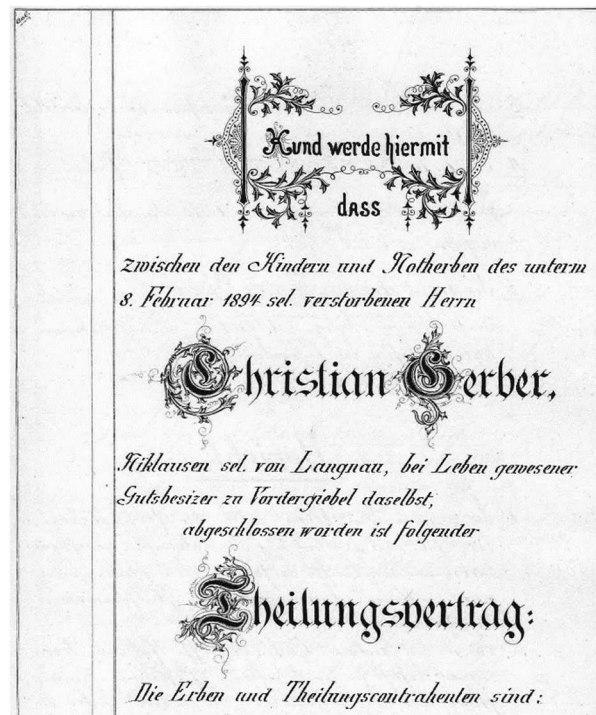 Kund werde hiermit
dass
zwischen den Kindern und Notherben des unterm
8. Februar 1894 sel. verstorbenen Herrn
Christian Gerber,
Niklausen sel. von Langnau, bei Leben gewesener
Gutsbesizer zu Vordergiebel daselbst,
abgeschlossen worden ist folgender
Theilungsvertrag:
Die Erben und Theilungscontrahenten sind: